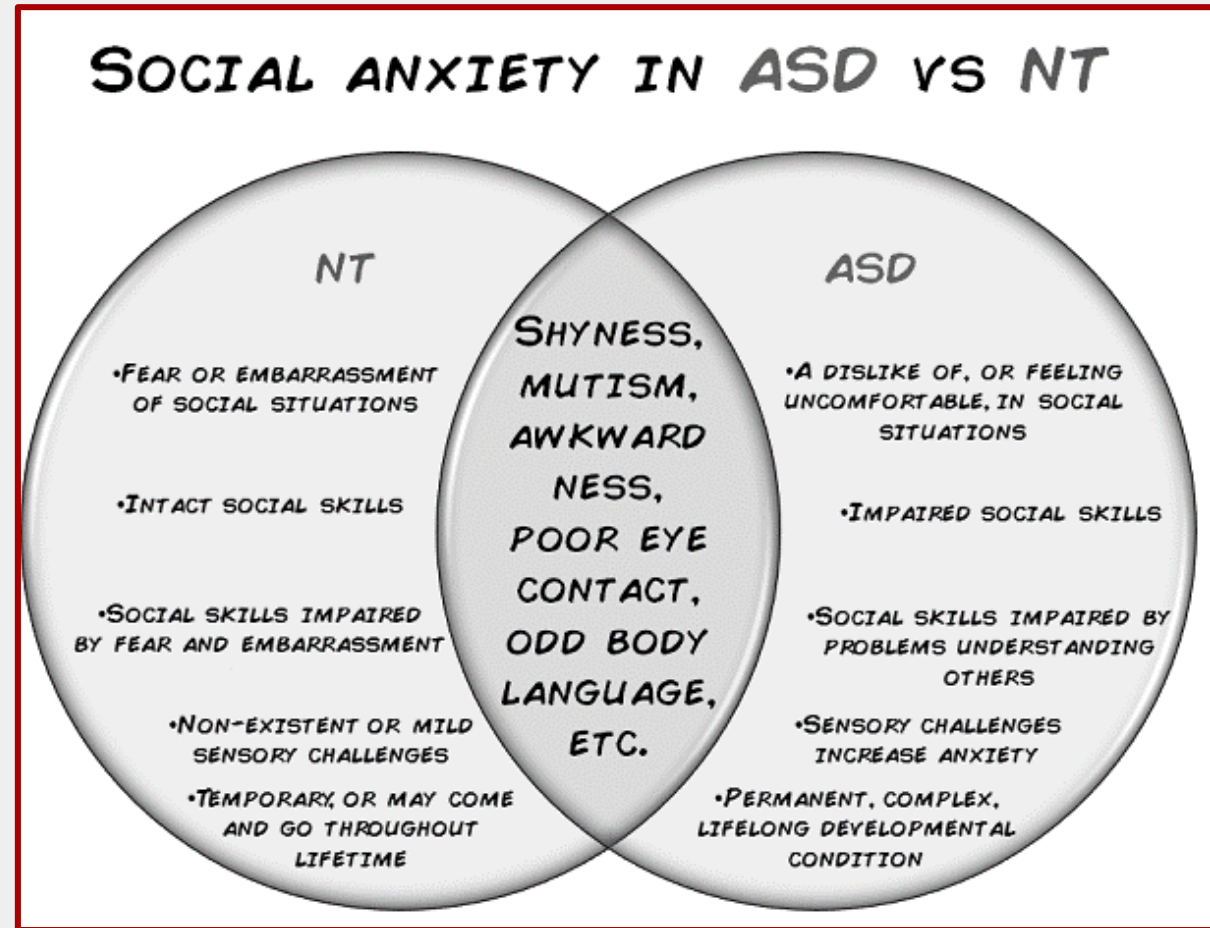 SOCIAL ANXIETY IN ASD VS NT
NT
•FEAR OR EMBARRASSMENT
OF SOCIAL SITUATIONS
•INTACT SOCIAL SKILLS
•SOCIAL SKILLS IMPAIRED
BY FEAR AND EMBARRASSMENT
•NON-EXISTENT OR MILD
SENSORY CHALLENGES
•TEMPORARY, OR MAY COME
AND GO THROUGHOUT
LIFETIME
SHYNESS,
MUTISM,
AWKWARD
NESS,
POOR EYE
CONTACT,
ODD BODY
LANGUAGE,
ETC.
ASD
•A DISLIKE OF, OR FEELING
UNCOMFORTABLE, IN SOCIAL
SITUATIONS
•IMPAIRED SOCIAL SKILLS
•SOCIAL SKILLS IMPAIRED BY
PROBLEMS UNDERSTANDING
OTHERS
•SENSORY CHALLENGES
INCREASE ANXIETY
•PERMANENT, COMPLEX,
LIFELONG DEVELOPMENTAL
CONDITION